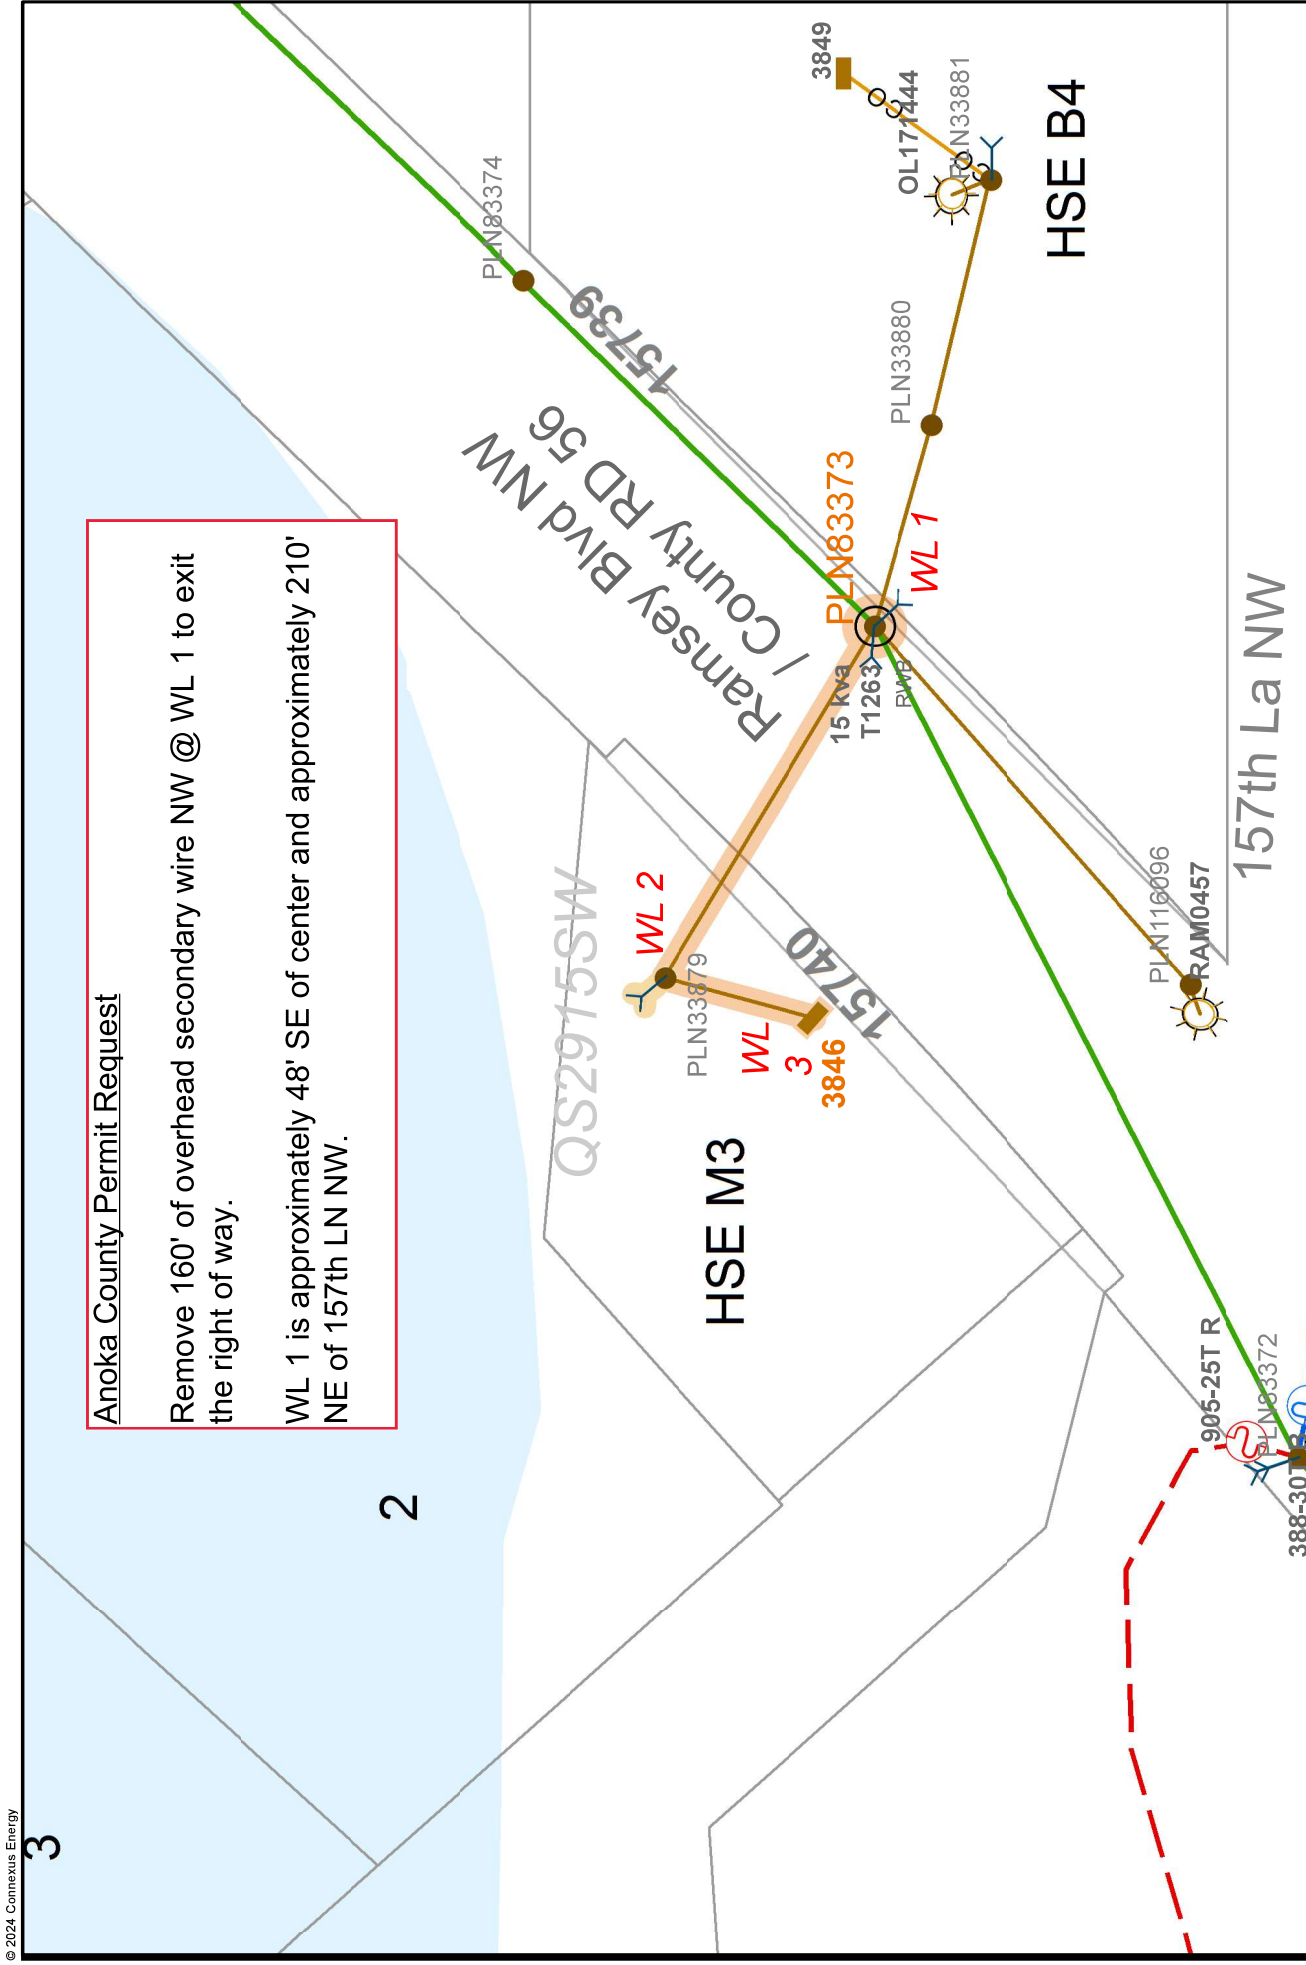 © 2024 Connexus Energy
3
2
Anoka County Permit Request
Remove 160' of overhead secondary wire NW @ WL 1 to exit
the right of way.
WL 1 is approximately 48' SE of center and approximately 210'
NE of 157th LN NW.
QS2915SW
PLN83374
15739
Ramsey Blvd NW
/ County RD 56
3849
OL171444
PLN33881
HSE B4
PLN33880
PLN83373
WL 1
15 kva
T1263
RWB
WL 2
PLN33879
WL
3
3846
15740
HSE M3
PLN116096
RAM0457
157th La NW
905-25T R
PLN83372